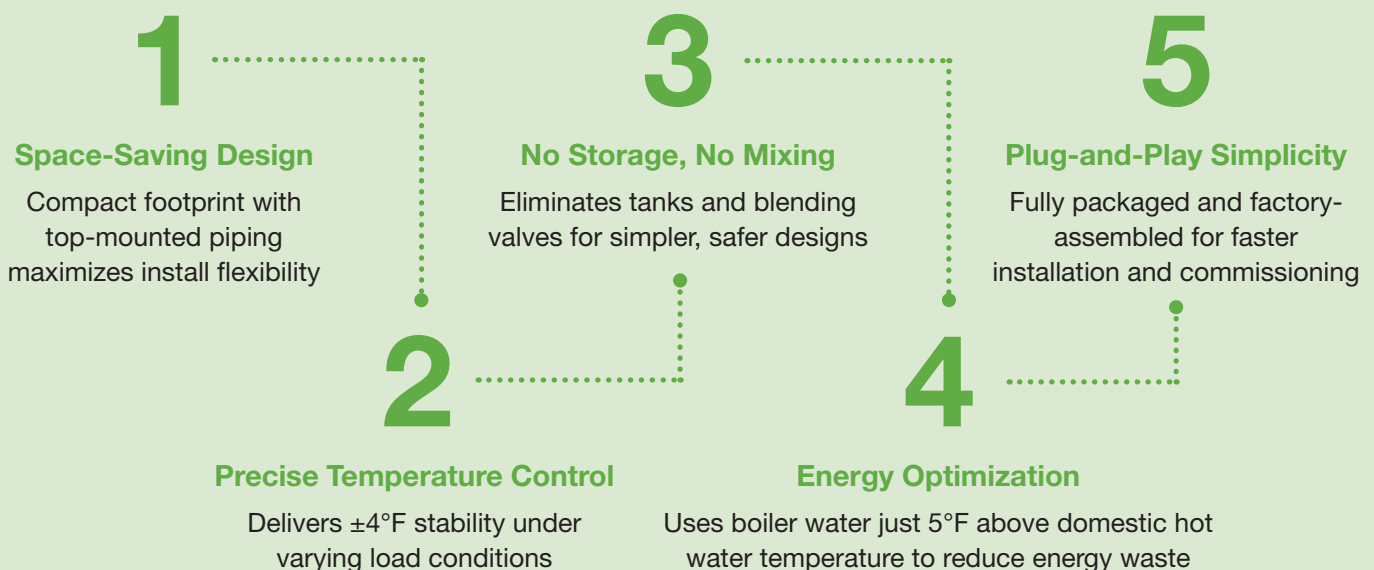 1
Space-Saving Design
Compact footprint with
top-mounted piping
maximizes install flexibility
2
Precise Temperature Control
Delivers ±4°F stability under
varying load conditions
3
No Storage, No Mixing
Eliminates tanks and blending
valves for simpler, safer designs
4
Energy Optimization
Uses boiler water just 5°F above domestic hot
water temperature to reduce energy waste
5
Plug-and-Play Simplicity
Fully packaged and factory-
assembled for faster
installation and commissioning